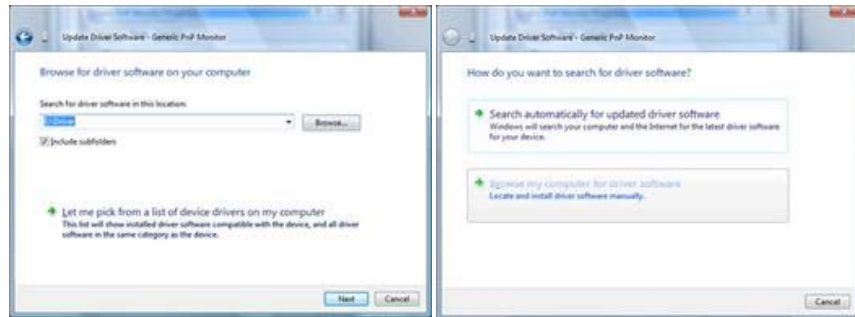 Update Driver Software - Generic PnP Monitor
Browse for driver software on your computer
Search for driver software in this location:
D:\Driver
Browse...
Include subfolders
Let me pick from a list of device drivers on my computer
This list will show installed driver software compatible with the device, and all driver
software in the same category as the device.
Next
Cancel
Update Driver Software - Generic PnP Monitor
How do you want to search for driver software?
Search automatically for updated driver software
Windows will search your computer and the Internet for the latest driver software
for your device.
Browse my computer for driver software
Locate and install driver software manually.
Cancel